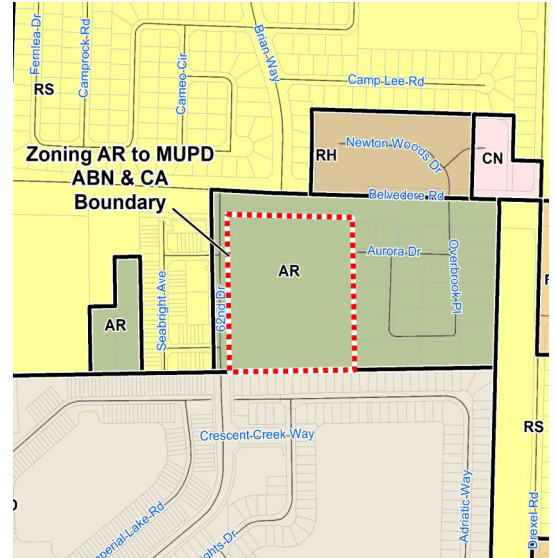 Fernlea-Dr
Camprock-Rd
Cameo-Cir
Brian-Way
Camp-Lee-Rd
RS
Newton-Woods-Dr
RH
CN
Zoning AR to MUPD
ABN & CA
Boundary
Belvedere-Rd
Aurora-Dr
Overbrook-Pl
AR
62nd-Dr
Seabright-Ave
AR
RS
Crescent-Creek-Way
Adriatic-Way
Drexel-Rd